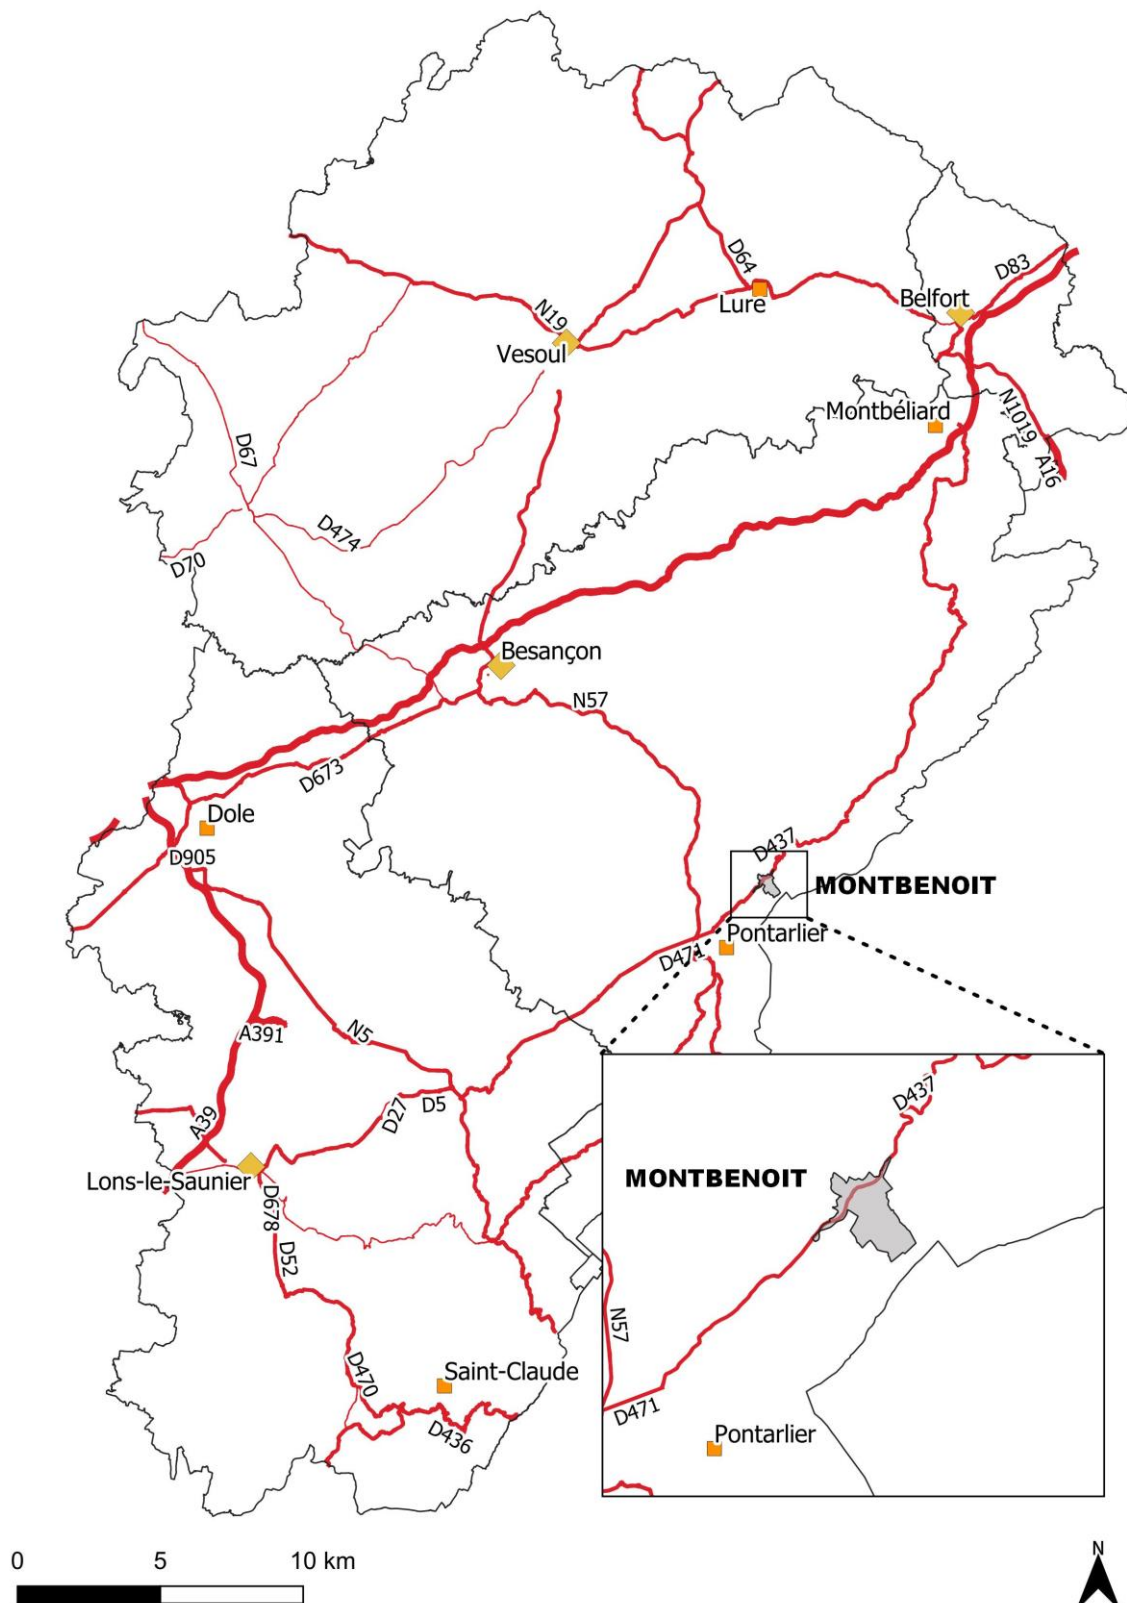 D64
D83
Lure
Belfort
N19
Vesoul
Montbéliard
N1019
A16
D67
D474
D70
Besançon
N57
D673
Dole
D905
D437
MONTBENOIT
Pontarlier
D471
A391
N5
D5
D27
A39
Lons-le-Saunier
D678
D52
D470
Saint-Claude
D436
D437
MONTBENOIT
N57
D471
Pontarlier
0 5 10 km
N